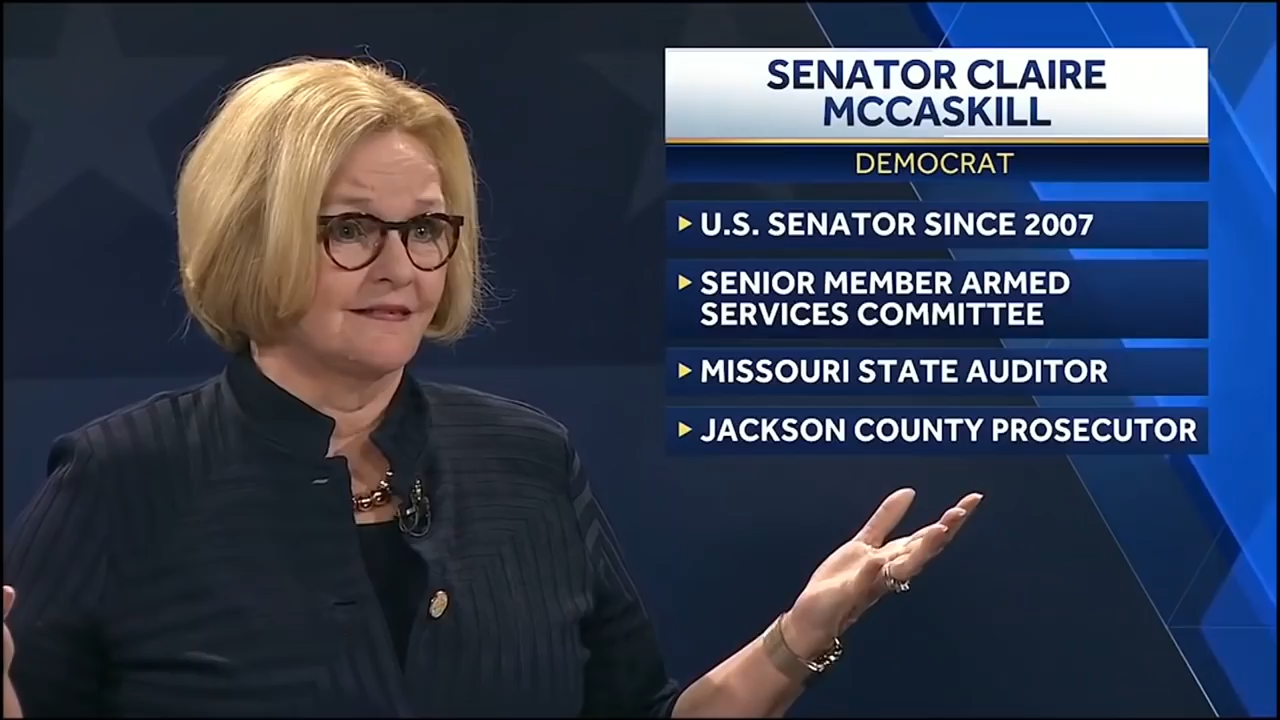 SENATOR CLAIRE
MCCASKILL
DEMOCRAT
U.S. SENATOR SINCE 2007
SENIOR MEMBER ARMED
SERVICES COMMITTEE
MISSOURI STATE AUDITOR
JACKSON COUNTY PROSECUTOR